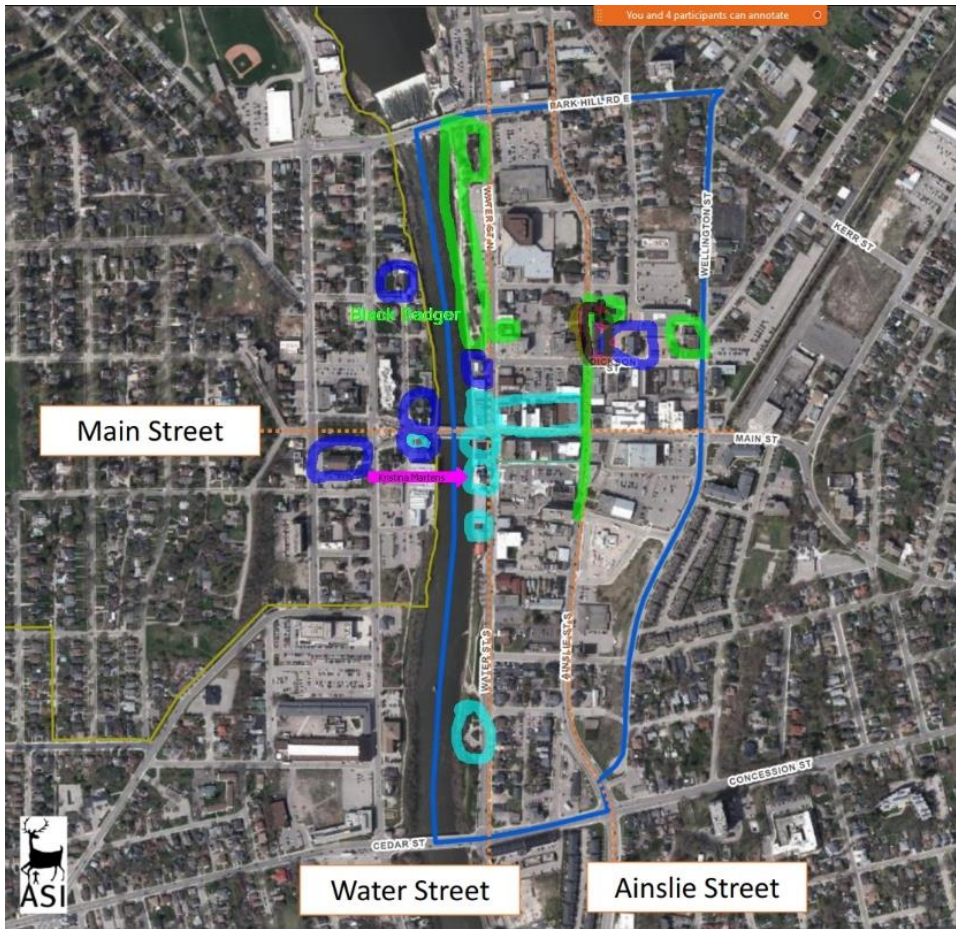 You and 4 participants can annotate
PARK HILL RD E
WATER ST N
WELLINGTON ST
KERR ST
Black Badger
DICKSON
ST
Main Street
MAIN ST
Kristina Martens
WATER ST S
AINSLIE ST S
CONCESSION ST
CEDAR ST
ASI
Water Street
Ainslie Street